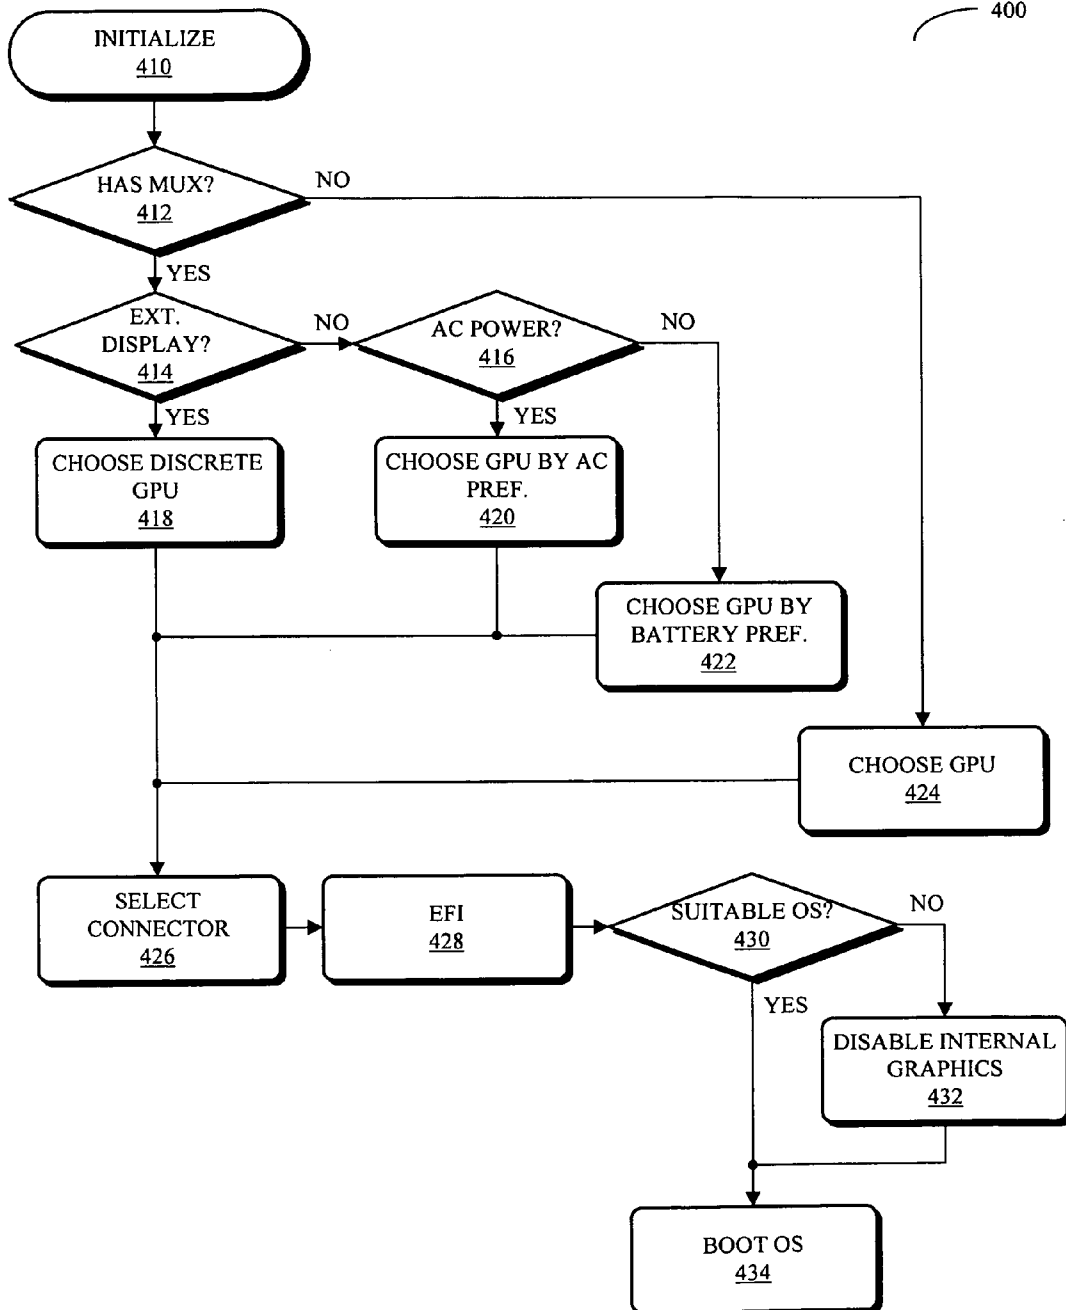 400
INITIALIZE
410
HAS MUX?
412
NO
YES
EXT.
DISPLAY?
414
NO
AC POWER?
416
NO
YES
YES
CHOOSE DISCRETE
GPU
418
CHOOSE GPU BY AC
PREF.
420
CHOOSE GPU BY
BATTERY PREF.
422
CHOOSE GPU
424
SELECT
CONNECTOR
426
EFI
428
SUITABLE OS?
430
NO
YES
DISABLE INTERNAL
GRAPHICS
432
BOOT OS
434